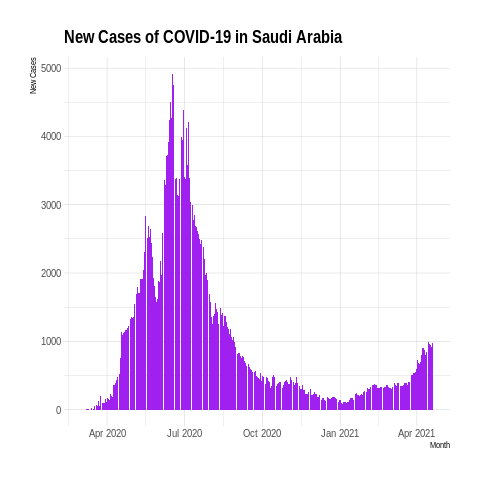 New Cases of COVID-19 in Saudi Arabia
New Cases
5000
4000
3000
2000
1000
0
Apr 2020 Jul 2020 Oct 2020 Jan 2021 Apr 2021
Month